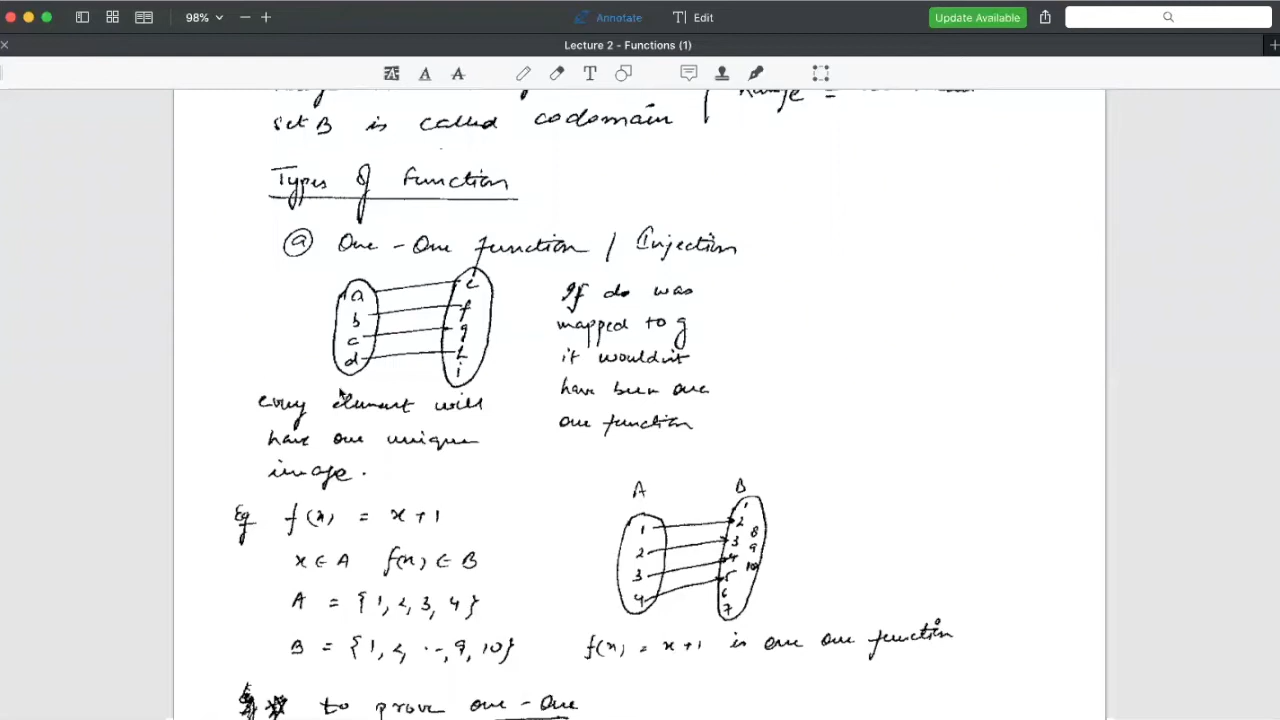 98%
Annotate
T Edit
Update Available
Lecture 2 - Functions (1)
set B is called codomain
Types of function
(a) One - One function / Injection
a
b
c
d
e
f
g
h
i
If d was
mapped to g
it wouldn't
have been one
one function
every element will
have one unique
image.
Eg f(x) = x+1
x ∈ A f(x) ∈ B
A = {1, 2, 3, 4}
B = {1, 2, ..., 9, 10}
A B
1
2
3
4
1
2
3
4
5
6
7
8
9
10
f(x) = x+1 is one one function
to prove one - one